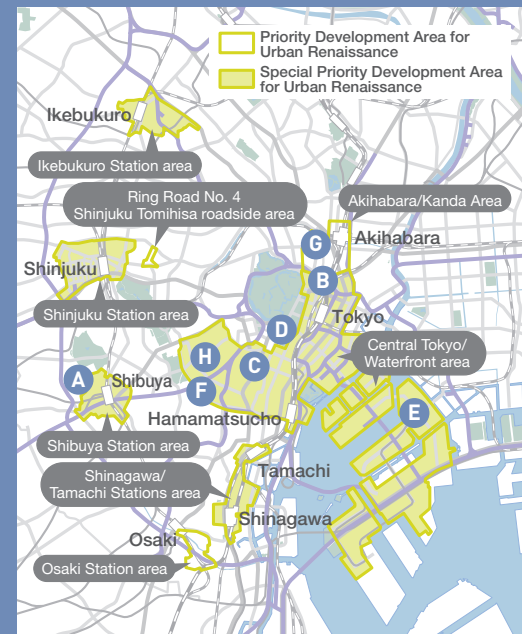 Priority Development Area for
Urban Renaissance
Special Priority Development Area
for Urban Renaissance
Ikebukuro
Ikebukuro Station area
Ring Road No. 4
Shinjuku Tomihisa roadside area
Akihabara/Kanda Area
G
Akihabara
Shinjuku
B
Shinjuku Station area
Tokyo
D
Central Tokyo/
Waterfront area
H
C
A
Shibuya
F
E
Hamamatsucho
Shibuya Station area
Tamachi
Shinagawa/
Tamachi Stations area
Shinagawa
Osaki
Osaki Station area